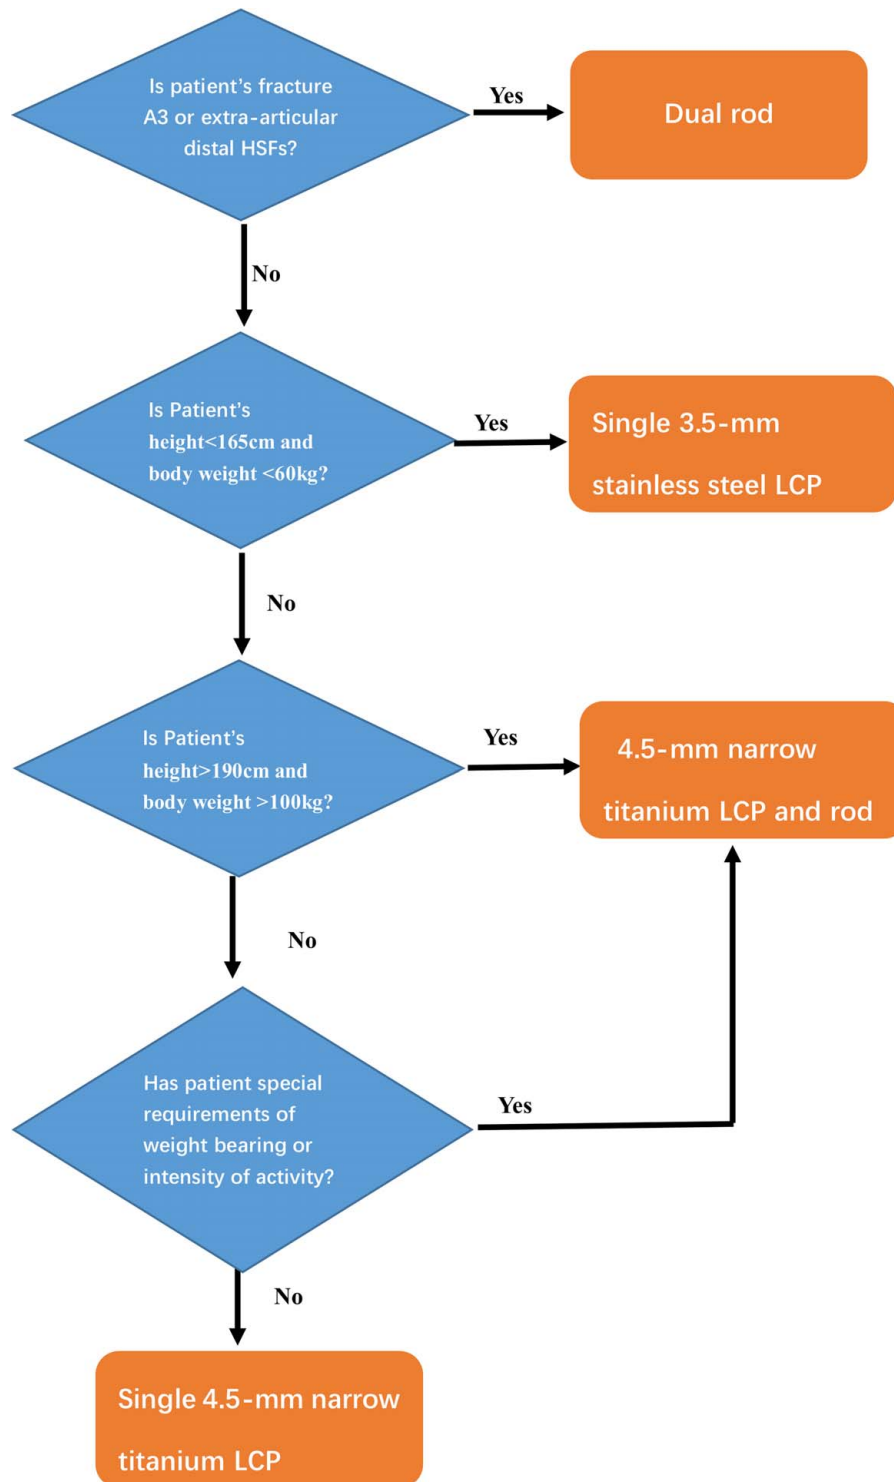 Is patient's fracture
A3 or extra-articular
distal HSFs?
Yes
Dual rod
No
Is Patient's
height<165cm and
body weight <60kg?
Yes
Single 3.5-mm
stainless steel LCP
No
Is Patient's
height>190cm and
body weight >100kg?
Yes
4.5-mm narrow
titanium LCP and rod
No
Has patient special
requirements of
weight bearing or
intensity of activity?
Yes
No
Single 4.5-mm narrow
titanium LCP